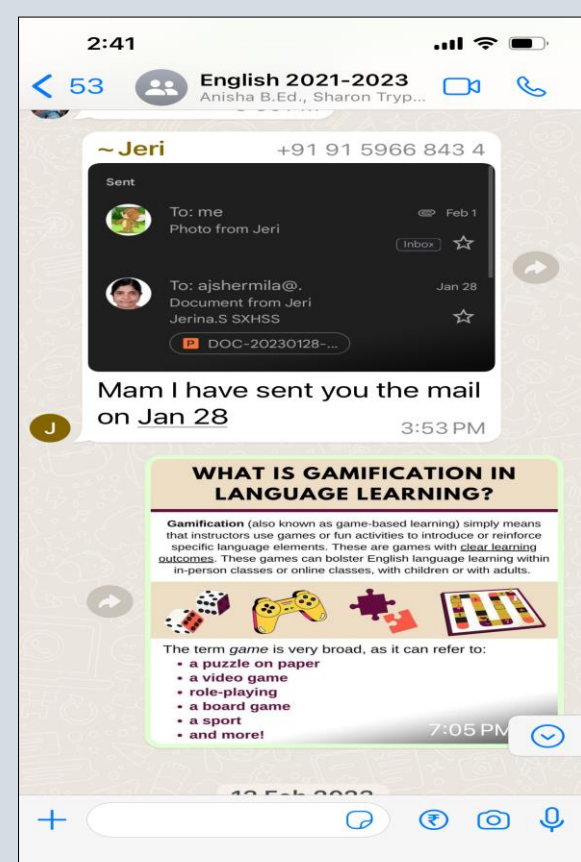 2:41
53
English 2021-2023
Anisha B.Ed., Sharon Tryp...
~ Jeri +91 91 5966 843 4
Sent
To: me Feb 1
Photo from Jeri
Inbox
To: ajshermila@. Jan 28
Document from Jeri
Jerina.S SXHSS
P DOC-20230128-...
Mam I have sent you the mail
on Jan 28
3:53 PM
J
WHAT IS GAMIFICATION IN
LANGUAGE LEARNING?
Gamification (also known as game-based learning) simply means
that instructors use games or fun activities to introduce or reinforce
specific language elements. These are games with clear learning
outcomes. These games can bolster English language learning within
in-person classes or online classes, with children or with adults.
The term game is very broad, as it can refer to:
• a puzzle on paper
• a video game
• role-playing
• a board game
• a sport
• and more!
7:05 PM